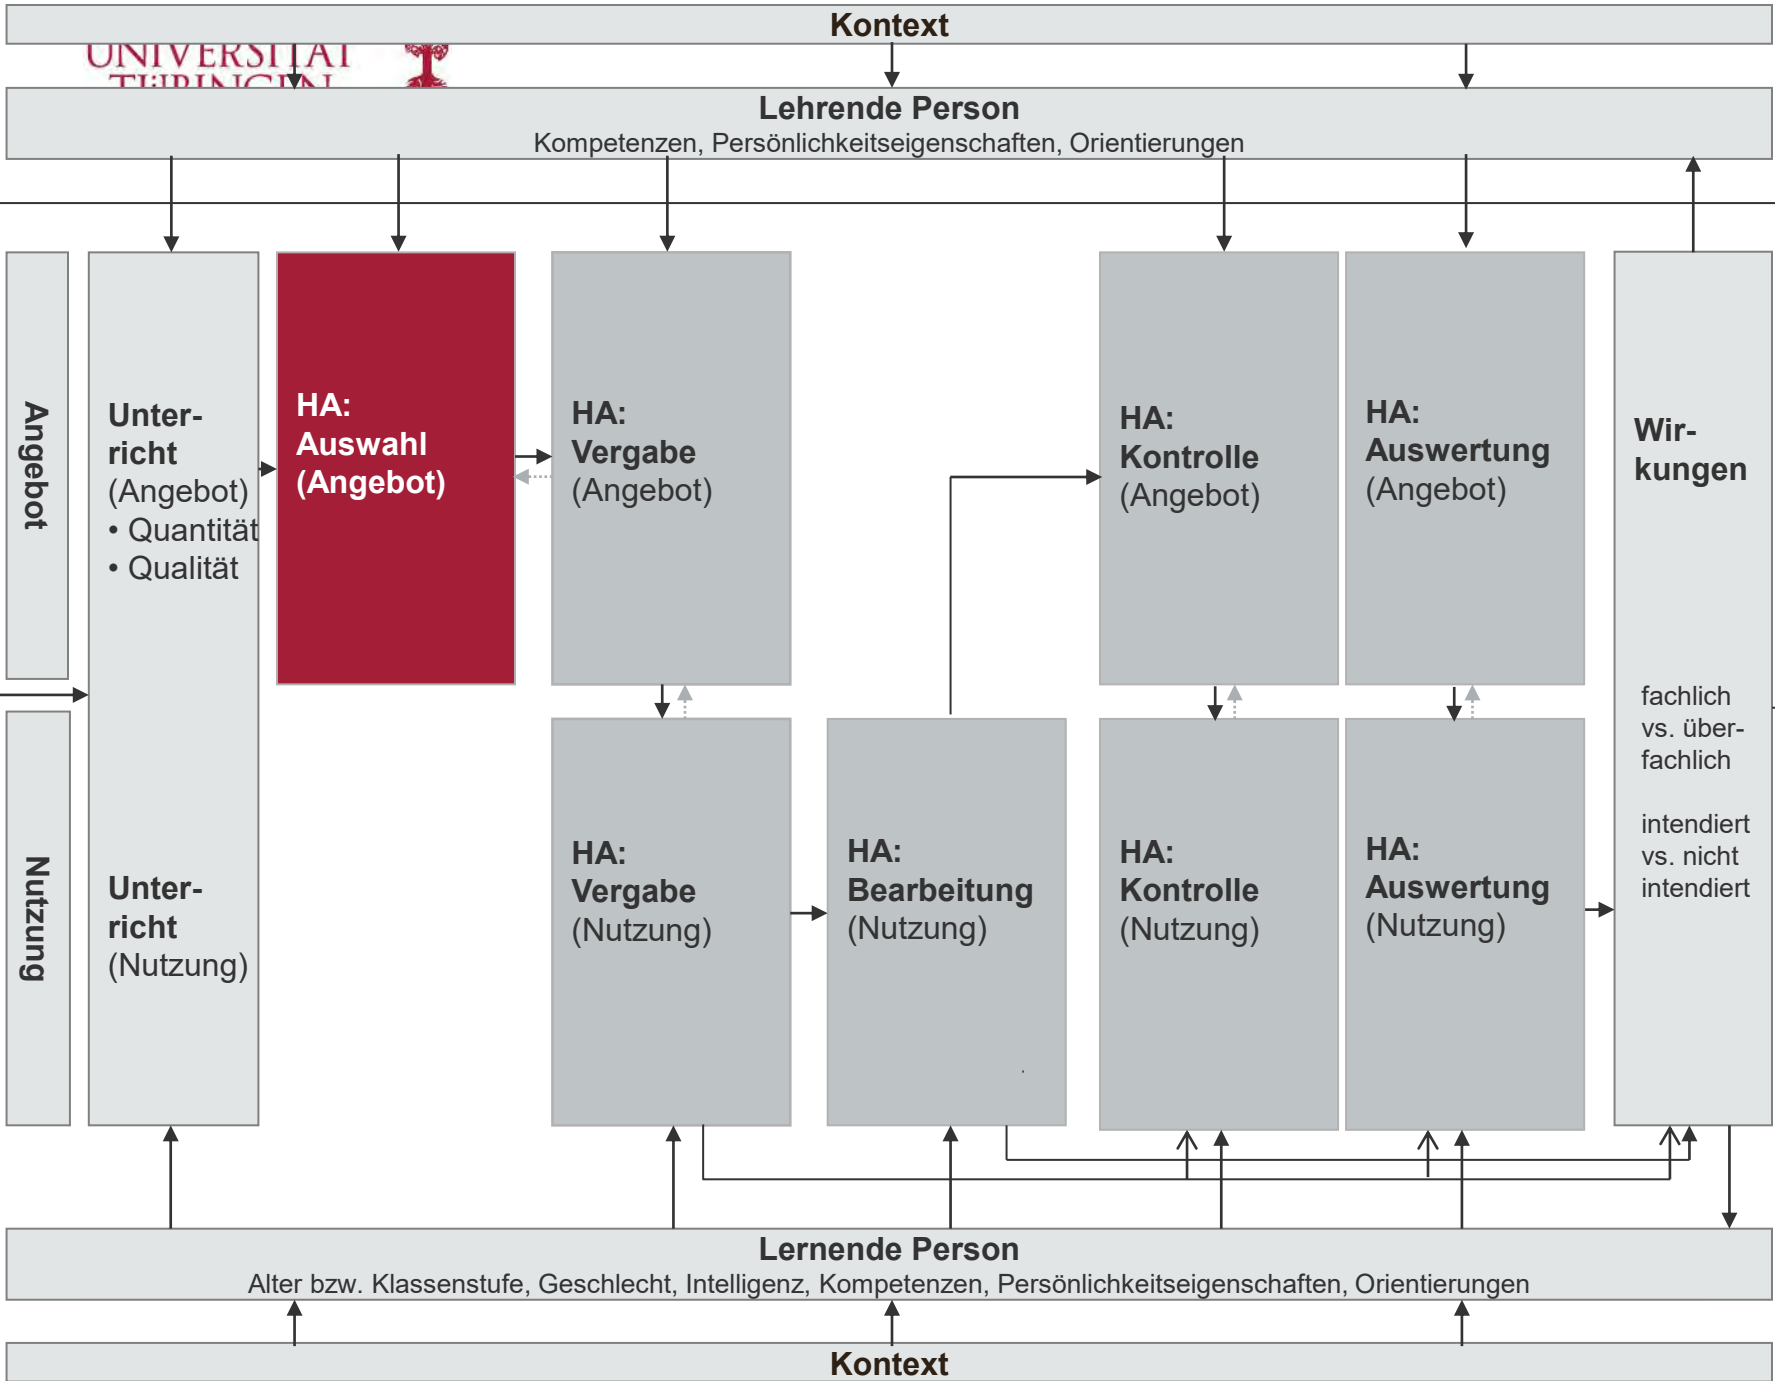 Kontext
UNIVERSITÄT
TÜBINGEN
Lehrende Person
Kompetenzen, Persönlichkeitseigenschaften, Orientierungen
Angebot
Unter-
richt
(Angebot)
• Quantität
• Qualität
HA:
Auswahl
(Angebot)
HA:
Vergabe
(Angebot)
HA:
Kontrolle
(Angebot)
HA:
Auswertung
(Angebot)
Wir-
kungen
fachlich
vs. über-
fachlich
intendiert
vs. nicht
intendiert
Nutzung
Unter-
richt
(Nutzung)
HA:
Vergabe
(Nutzung)
HA:
Bearbeitung
(Nutzung)
HA:
Kontrolle
(Nutzung)
HA:
Auswertung
(Nutzung)
Lernende Person
Alter bzw. Klassenstufe, Geschlecht, Intelligenz, Kompetenzen, Persönlichkeitseigenschaften, Orientierungen
Kontext